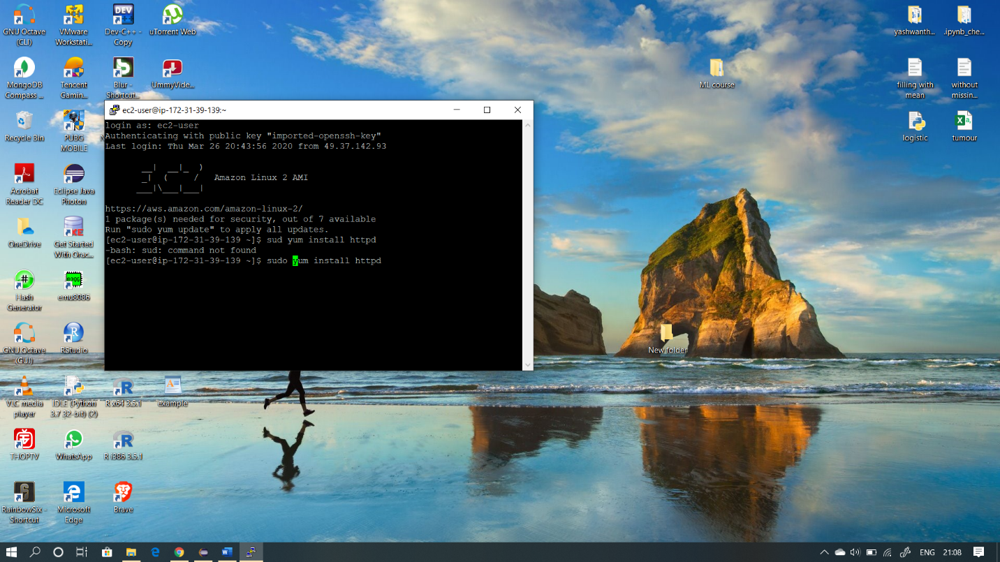 GNU Octave (CLI)
VMware Workstati...
Dev-C++ - Copy
uTorrent Web
yashwanth...
.ipynb_che...
MongoDB Compass ...
Tencent Gamin...
Blur - Shortcut...
UmmyVide...
ML course
filling with mean
without missin...
Recycle Bin
PUBG MOBILE
logistic
tumour
Acrobat Reader DC
Eclipse Java Photon
OneDrive
Get Started With Orac...
Hash Generator
emu8086
GNU Octave (GUI)
RStudio
New folder
VLC media player
IDLE (Python 3.7 32-bit) (2)
R x64 3.5.1
example
THOPTV
WhatsApp
R i386 3.5.1
RainbowSix - Shortcut
Microsoft Edge
Brave
ec2-user@ip-172-31-39-139:~
login as: ec2-user
Authenticating with public key "imported-openssh-key"
Last login: Thu Mar 26 20:43:56 2020 from 49.37.142.93
__|  __|_  )
_|  (     /   Amazon Linux 2 AMI
___|\___|___|
https://aws.amazon.com/amazon-linux-2/
1 package(s) needed for security, out of 7 available
Run "sudo yum update" to apply all updates.
[ec2-user@ip-172-31-39-139 ~]$ sud yum install httpd
-bash: sud: command not found
[ec2-user@ip-172-31-39-139 ~]$ sudo yum install httpd
ENG
21:08